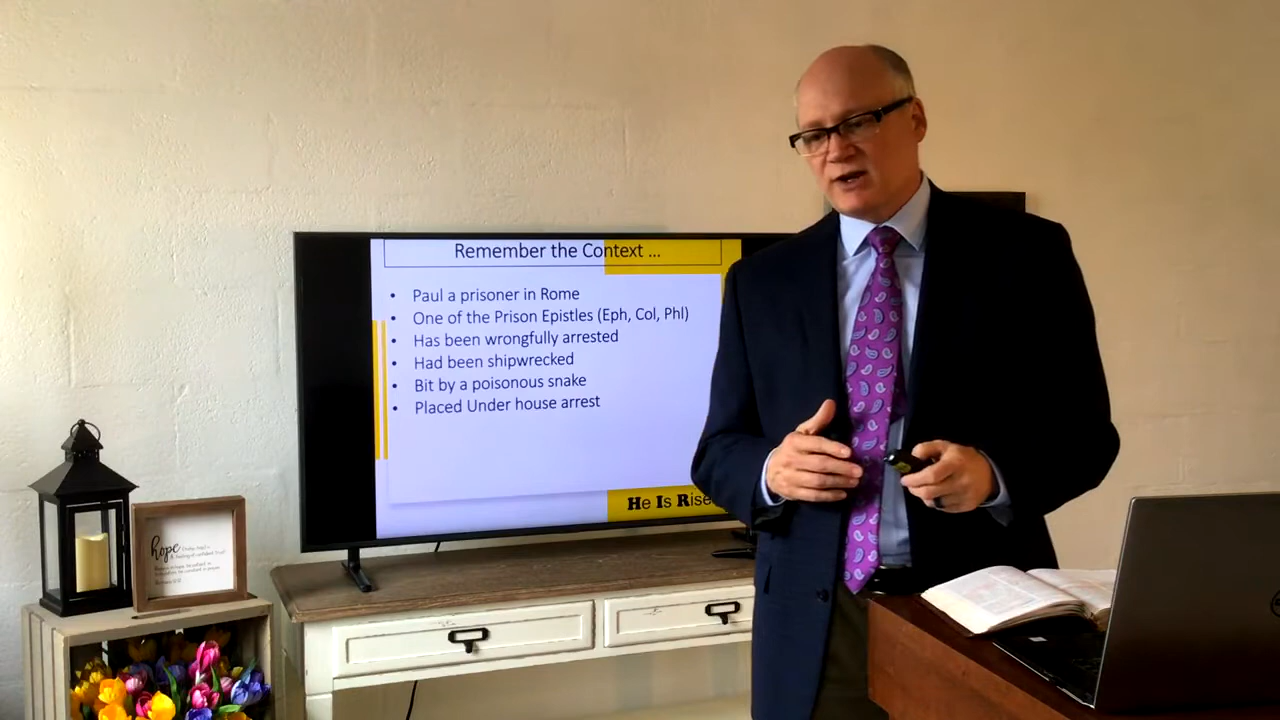 Remember the Context ...
• Paul a prisoner in Rome
• One of the Prison Epistles (Eph, Col, Phl)
• Has been wrongfully arrested
• Had been shipwrecked
• Bit by a poisonous snake
• Placed Under house arrest
He Is Rise
hope